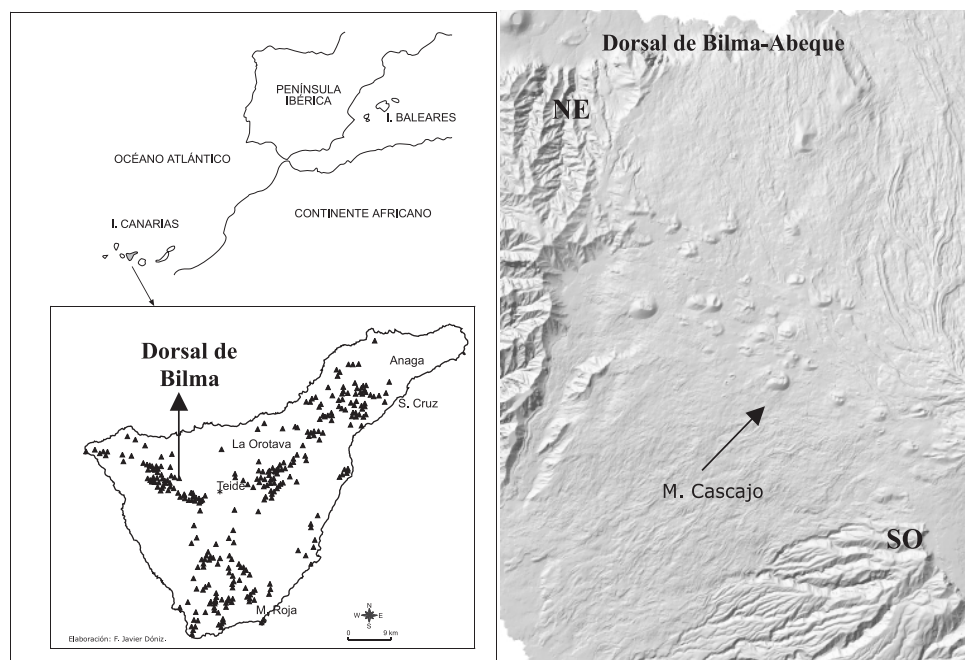 PENÍNSULA
IBÉRICA
I. BALEARES
OCÉANO ATLÁNTICO
CONTINENTE AFRICANO
I. CANARIAS
Dorsal de
Bilma
Anaga
S. Cruz
La Orotava
Teide
M. Roja
N
W E
S
0 9 km
Elaboración: F. Javier Dóniz.
Dorsal de Bilma-Abeque
NE
M. Cascajo
SO